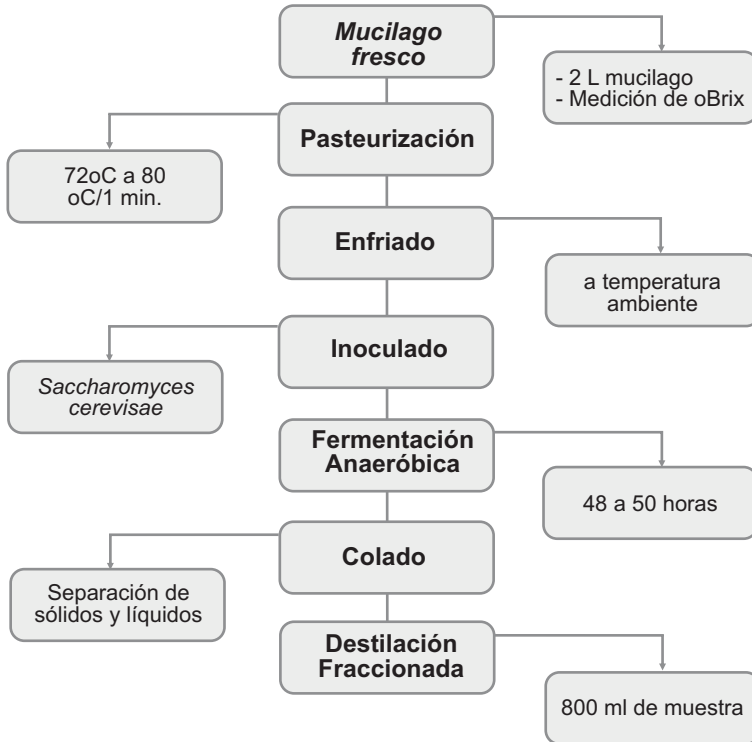 Mucilago
fresco
- 2 L mucilago
- Medición de oBrix
Pasteurización
72oC a 80
oC/1 min.
Enfriado
a temperatura
ambiente
Inoculado
Saccharomyces
cerevisae
Fermentación
Anaeróbica
48 a 50 horas
Colado
Separación de
sólidos y líquidos
Destilación
Fraccionada
800 ml de muestra